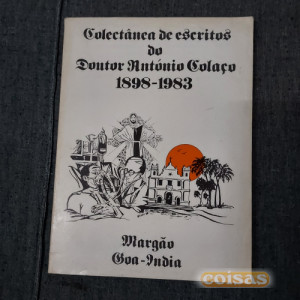 Colectânea de escritos
do
Doutor António Colaço
1898-1983
Margão
Goa-India
coisas